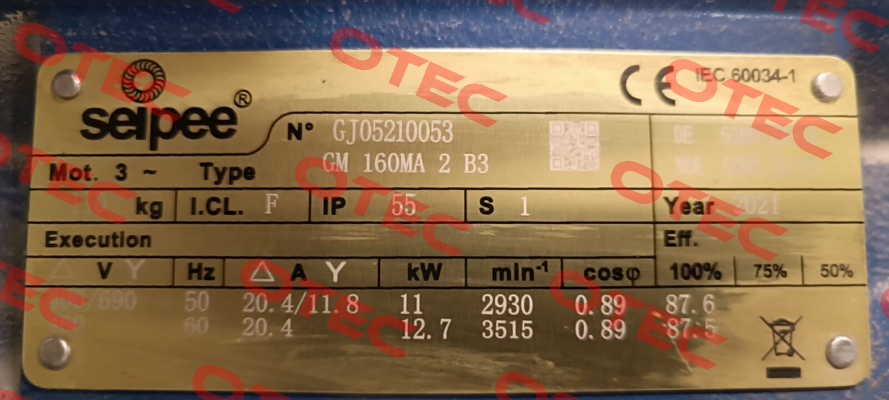 seipee®
CE IEC 60034-1
N° GJ05210053
Mot. 3 ~ Type GM 160MA 2 B3
kg I.CL. F IP 55 S 1 Year 2021
Execution Eff.
△ V Y Hz △ A Y kW min-1 cosφ 100% 75% 50%
/690 50 20.4/11.8 11 2930 0.89 87.6
60 20.4 12.7 3515 0.89 87.5
OTEC